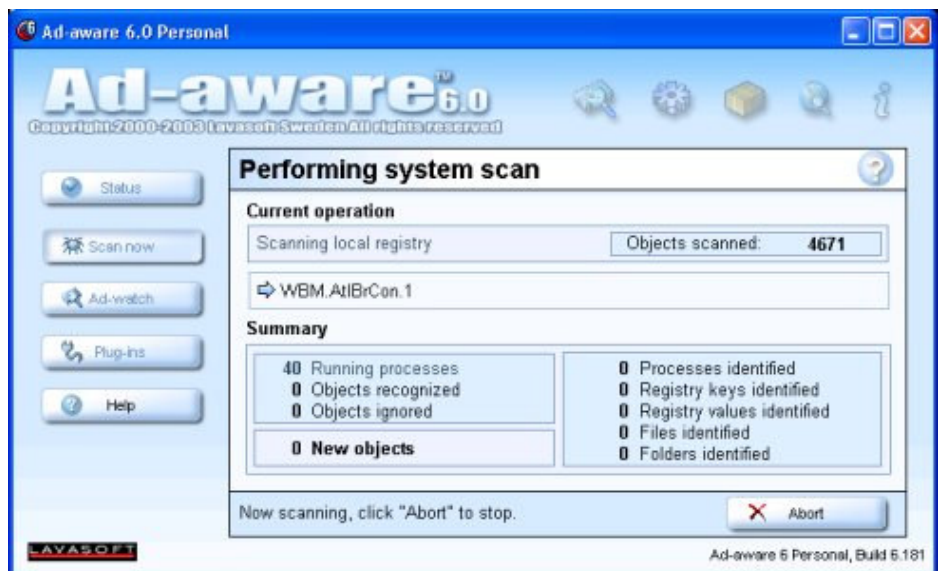 Ad-aware 6.0 Personal
Ad-aware 6.0 ™
Copyright 2000-2003 Lavasoft Sweden All rights reserved
Status
Scan now
Ad-watch
Plug-ins
Help
Performing system scan
?
Current operation
Scanning local registry
Objects scanned: 4671
WBM.AtlBrCon.1
Summary
40 Running processes
0 Objects recognized
0 Objects ignored
0 New objects
0 Processes identified
0 Registry keys identified
0 Registry values identified
0 Files identified
0 Folders identified
Now scanning, click "Abort" to stop.
Abort
LAVASOFT
Ad-aware 6 Personal, Build 6.181